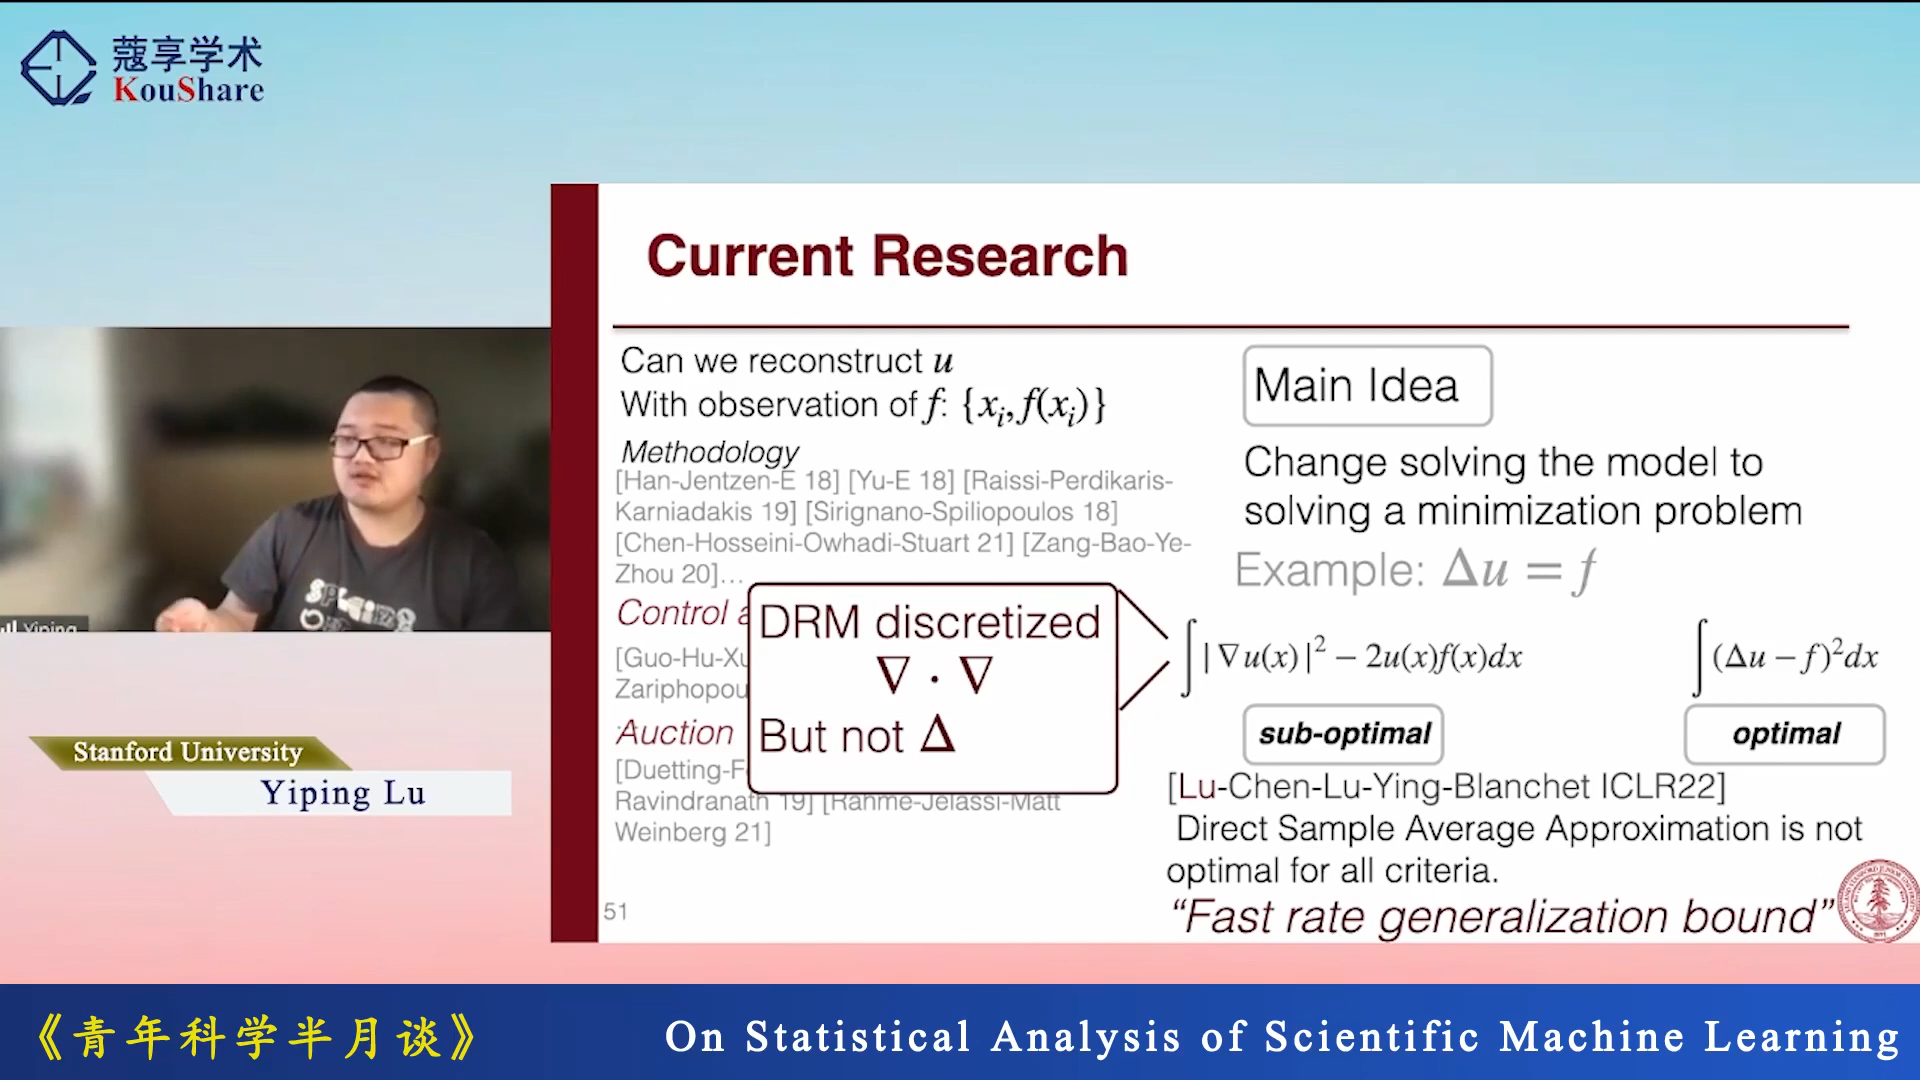 蔻享学术
KouShare
Current Research
Can we reconstruct u
With observation of f: {xᵢ, f(xᵢ)}
Methodology
[Han-Jentzen-E 18] [Yu-E 18] [Raissi-Perdikaris-
Karniadakis 19] [Sirignano-Spiliopoulos 18]
[Chen-Hosseini-Owhadi-Stuart 21] [Zang-Bao-Ye-
Zhou 20]...
Control
[Guo-Hu-Xu
Zariphopou
Auction
[Duetting-F
Ravindranath 19] [Rahme-Jelassi-Matt
Weinberg 21]
51
DRM discretized
∇ · ∇
But not Δ
Main Idea
Change solving the model to
solving a minimization problem
Example: Δu = f
∫|∇u(x)|² − 2u(x)f(x)dx
∫(Δu − f)²dx
sub-optimal
optimal
[Lu-Chen-Lu-Ying-Blanchet ICLR22]
Direct Sample Average Approximation is not
optimal for all criteria.
“Fast rate generalization bound”
Yiping
Stanford University
Yiping Lu
《青年科学半月谈》
On Statistical Analysis of Scientific Machine Learning